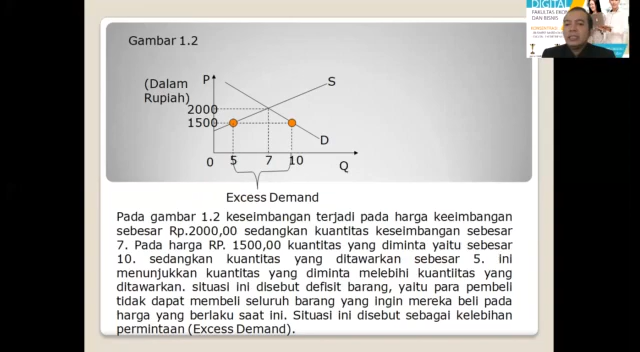 DIGITAL
FAKULTAS EKONOMI
DAN BISNIS
Gambar 1.2
(Dalam
Rupiah)
P
S
2000
1500
D
0 5 7 10
Q
Excess Demand
Pada gambar 1.2 keseimbangan terjadi pada harga keeimbangan
sebesar Rp.2000,00 sedangkan kuantitas keseimbangan sebesar
7. Pada harga RP. 1500,00 kuantitas yang diminta yaitu sebesar
10. sedangkan kuantitas yang ditawarkan sebesar 5. ini
menunjukkan kuantitas yang diminta melebihi kuantiitas yang
ditawarkan. situasi ini disebut defisit barang, yaitu para pembeli
tidak dapat membeli seluruh barang yang ingin mereka beli pada
harga yang berlaku saat ini. Situasi ini disebut sebagai kelebihan
permintaan (Excess Demand).